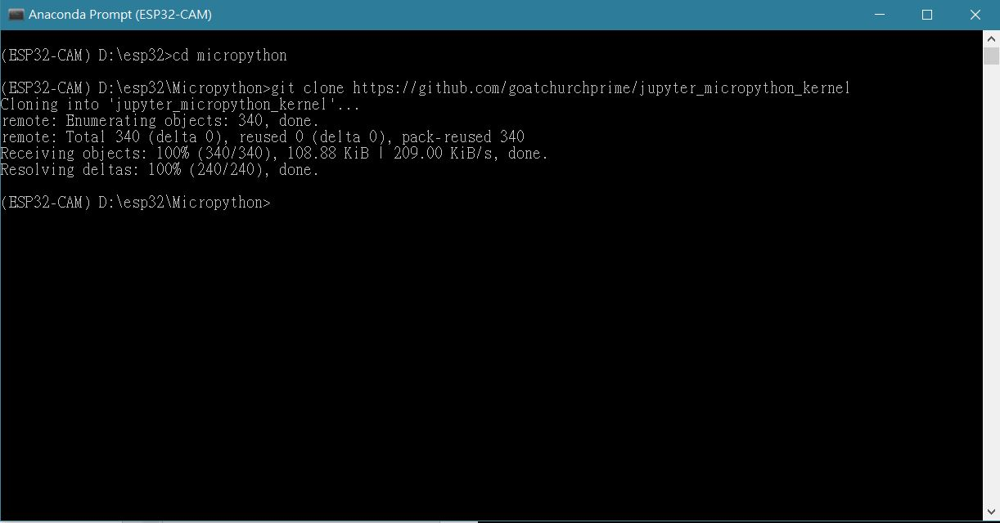 Anaconda Prompt (ESP32-CAM)
(ESP32-CAM) D:\esp32>cd micropython
(ESP32-CAM) D:\esp32\Micropython>git clone https://github.com/goatchurchprime/jupyter_micropython_kernel
Cloning into 'jupyter_micropython_kernel'...
remote: Enumerating objects: 340, done.
remote: Total 340 (delta 0), reused 0 (delta 0), pack-reused 340
Receiving objects: 100% (340/340), 108.88 KiB | 209.00 KiB/s, done.
Resolving deltas: 100% (240/240), done.
(ESP32-CAM) D:\esp32\Micropython>